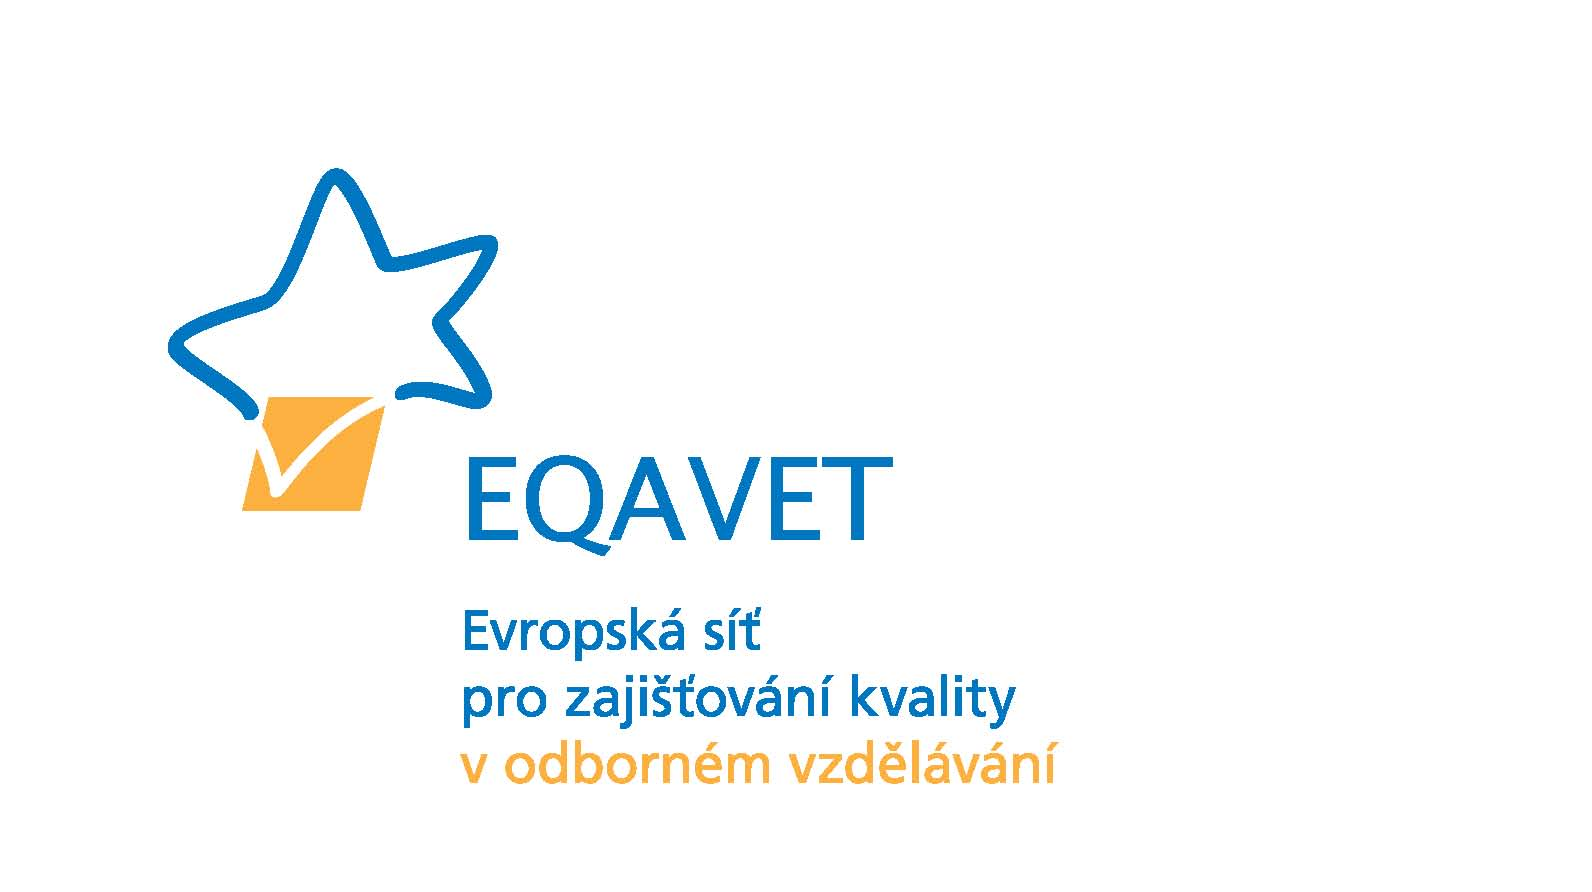 EQAVET
Evropská síť
pro zajišťování kvality
v odborném vzdělávání